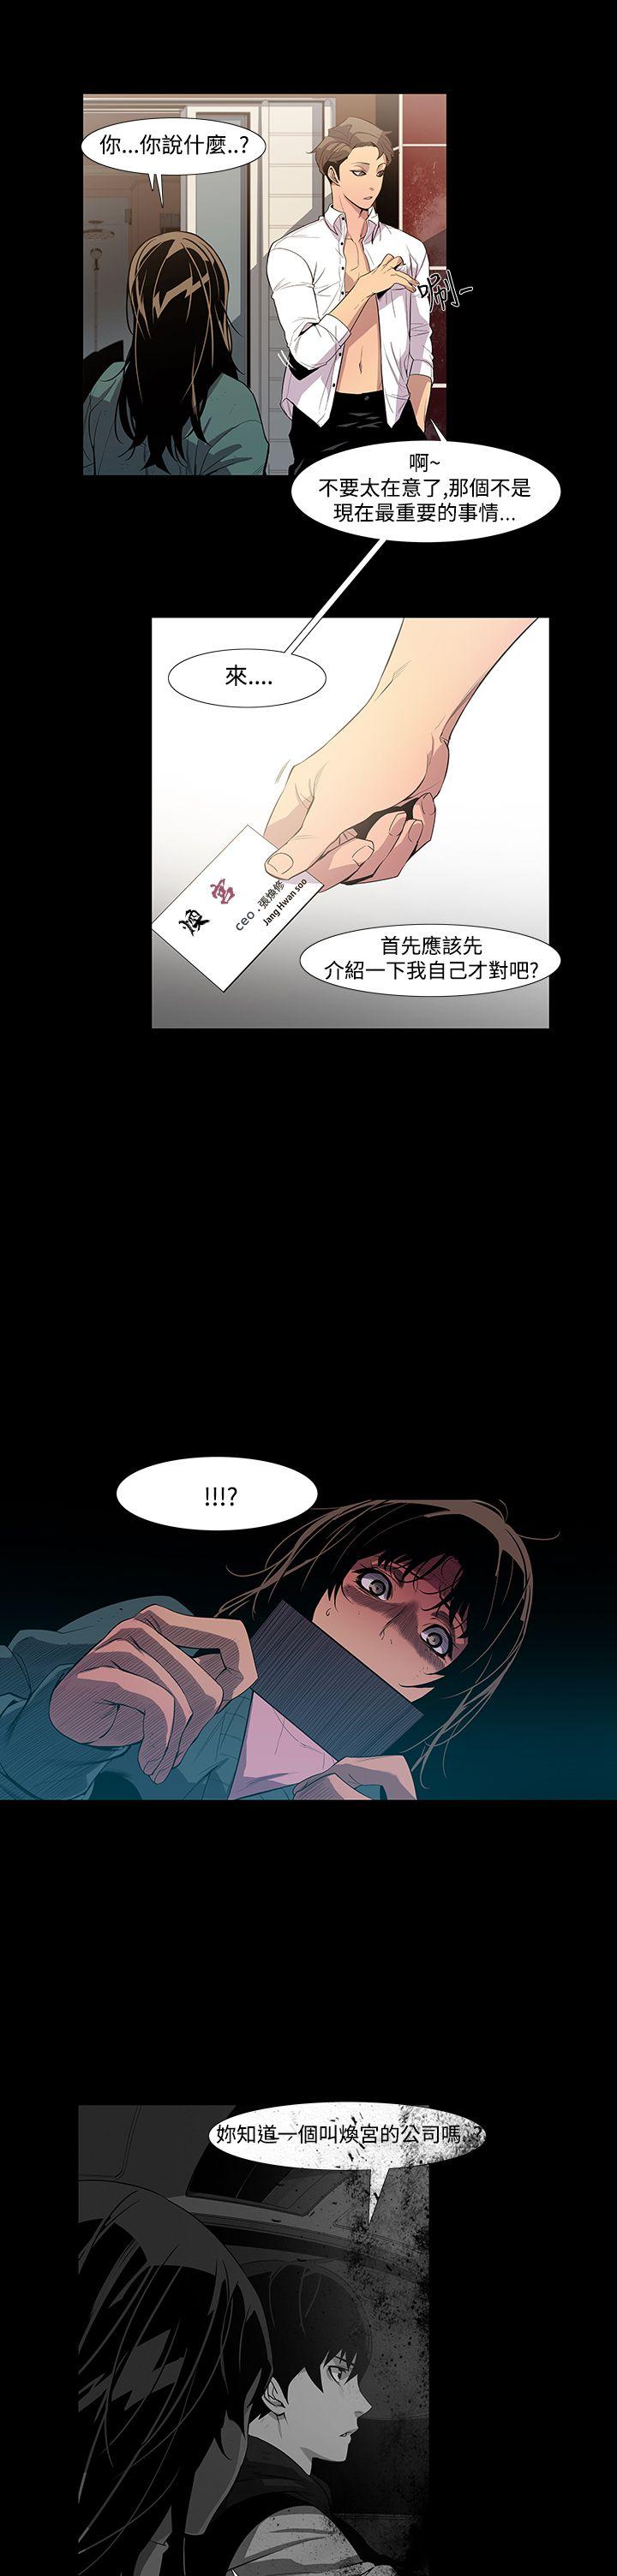 你...你說什麼..?
唰~
啊~
不要太在意了,那個不是
現在最重要的事情...
來....
煥宮
ceo . 張煥修
Jang Hwan soo
首先應該先
介紹一下我自己才對吧?
!!!?
妳知道一個叫煥宮的公司嗎..?